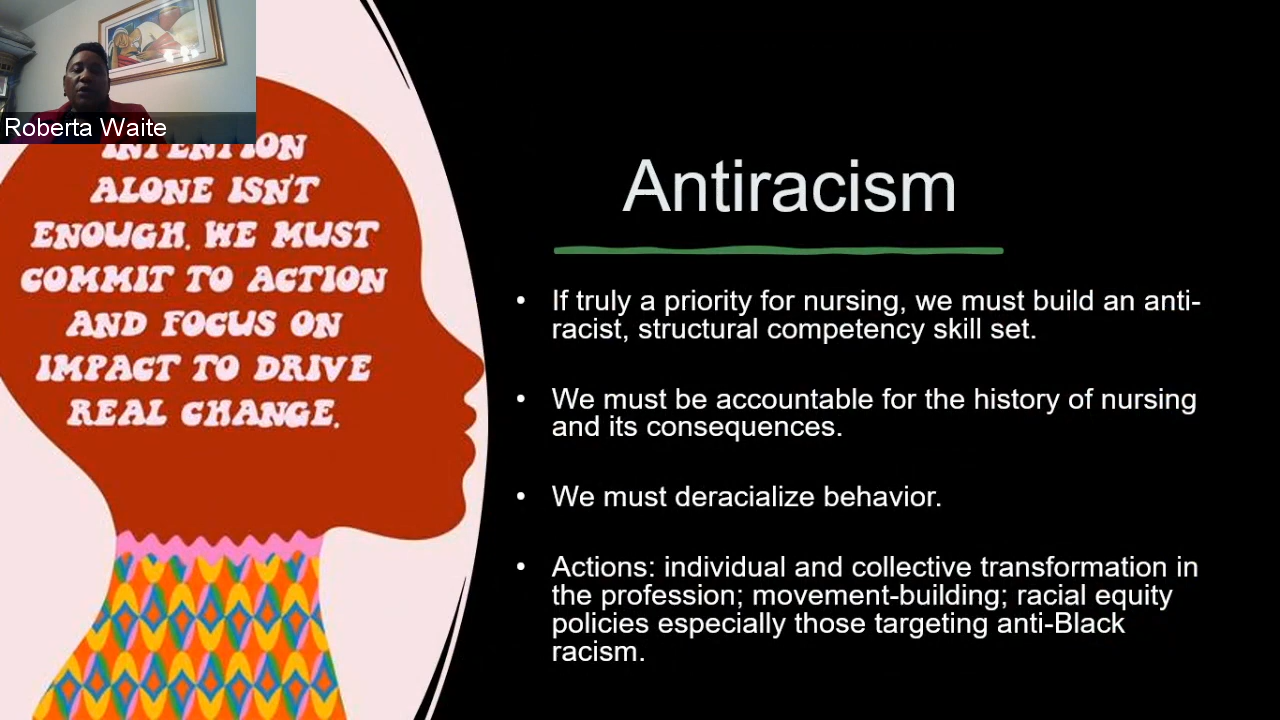 Roberta Waite
INTENTION
ALONE ISN'T
ENOUGH. WE MUST
COMMIT TO ACTION
AND FOCUS ON
IMPACT TO DRIVE
REAL CHANGE.
Antiracism
• If truly a priority for nursing, we must build an anti-
racist, structural competency skill set.
• We must be accountable for the history of nursing
and its consequences.
• We must deracialize behavior.
• Actions: individual and collective transformation in
the profession; movement-building; racial equity
policies especially those targeting anti-Black
racism.